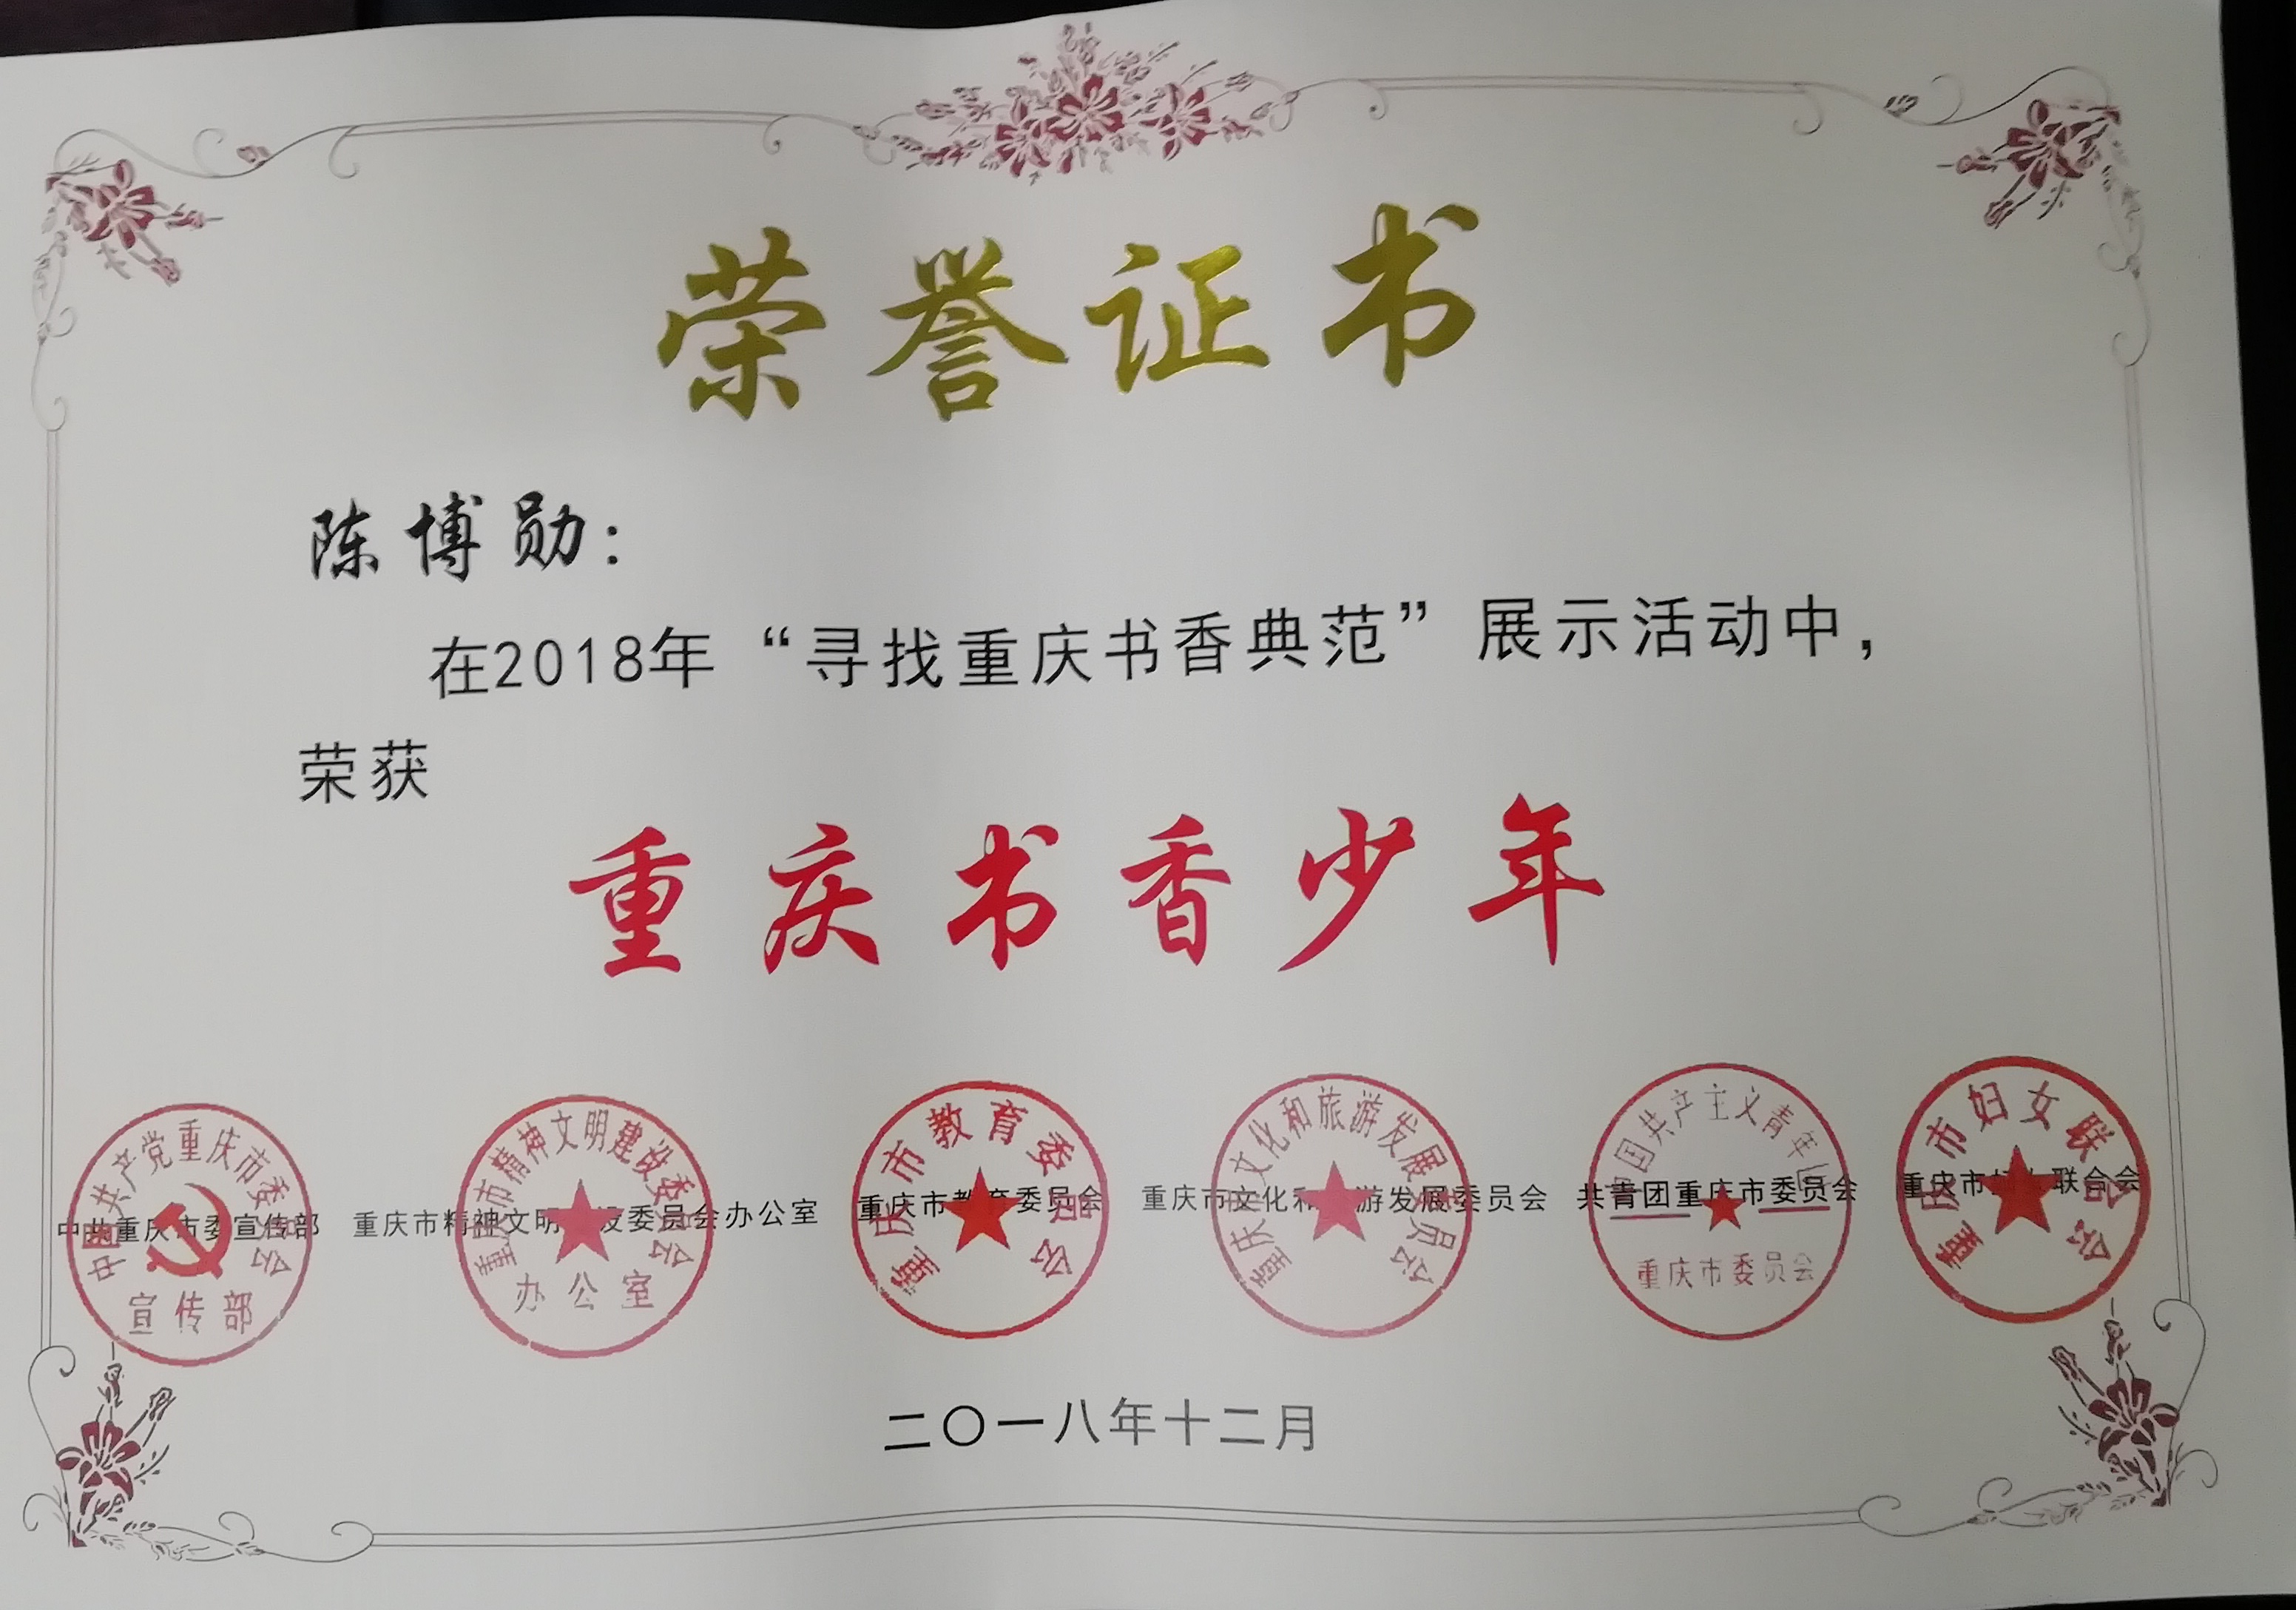 荣誉证书
陈博勋：
在2018年“寻找重庆书香典范”展示活动中，
荣获
重庆书香少年
中共重庆市委宣传部 重庆市精神文明建设委员会办公室 重庆市教育委员会 重庆市文化和旅游发展委员会 共青团重庆市委员会 重庆市妇女联合会
中国共产党重庆市委员会
宣传部
重庆市精神文明建设委员会
办公室
重庆市教育委员会
重庆市文化和旅游发展委员会
中国共产主义青年团
重庆市委员会
重庆市妇女联合会
二〇一八年十二月